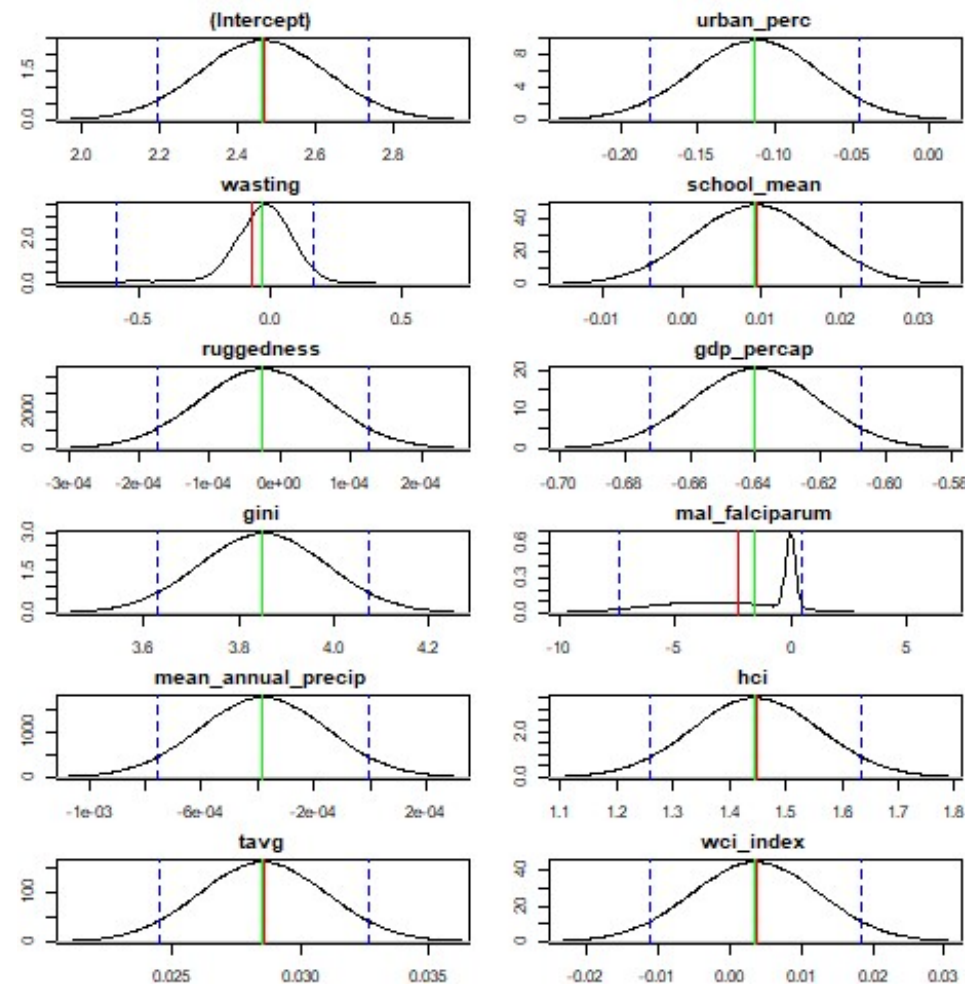 (Intercept) urban_perc
0.0 1.5 0 4 8
2.0 2.2 2.4 2.6 2.8 -0.20 -0.15 -0.10 -0.05 0.00
wasting school_mean
0.0 2.0 0 20 40
-0.5 0.0 0.5 -0.01 0.00 0.01 0.02 0.03
ruggedness gdp_percap
0 2000 0 10 20
-3e-04 -2e-04 -1e-04 0e+00 1e-04 2e-04 -0.70 -0.68 -0.66 -0.64 -0.62 -0.60 -0.58
gini mal_falciparum
0.0 1.5 3.0 0.0 0.3 0.6
3.6 3.8 4.0 4.2 -10 -5 0 5
mean_annual_precip hci
0 1000 0.0 2.0
-1e-03 -6e-04 -2e-04 2e-04 1.1 1.2 1.3 1.4 1.5 1.6 1.7 1.8
tavg wci_index
0 100 0 20 40
0.025 0.030 0.035 -0.02 -0.01 0.00 0.01 0.02 0.03